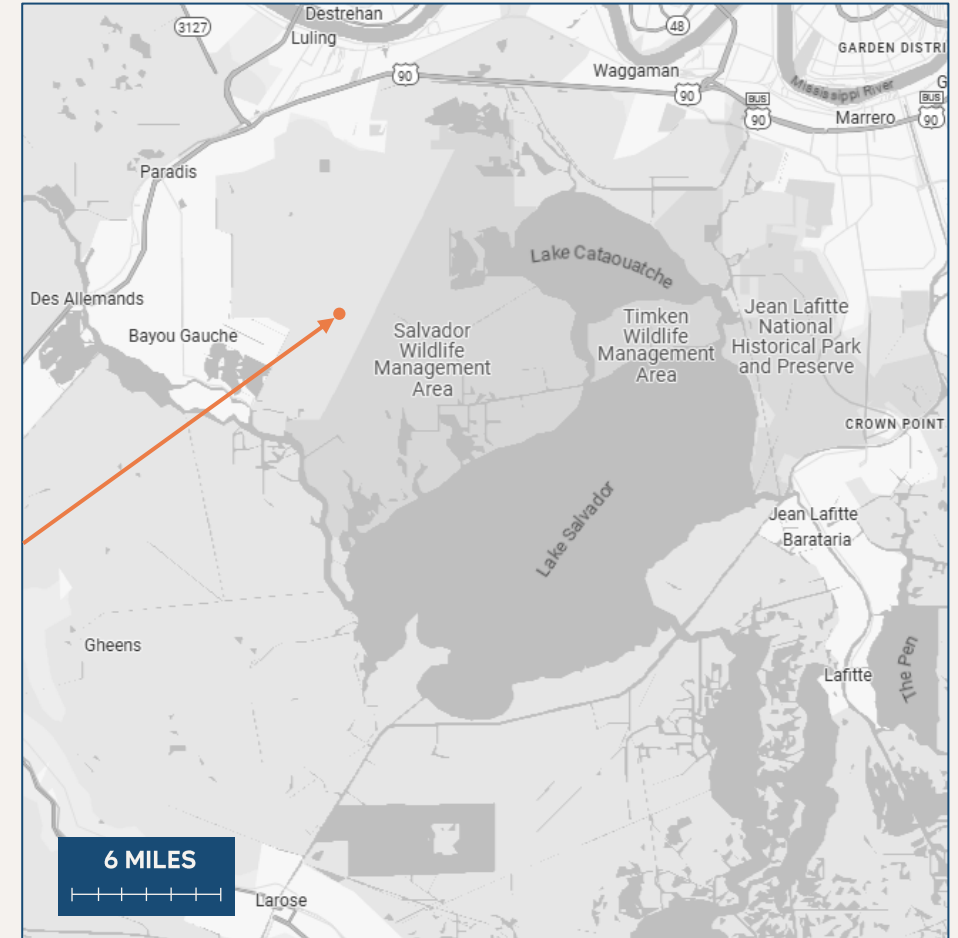 Destrehan
3127
48
Luling
GARDEN DISTRI
90
Waggaman
Mississippi River
G
90
BUS
90
BUS
90
Marrero
Paradis
Lake Cataouatche
Des Allemands
Jean Lafitte
National
Historical Park
and Preserve
Timken
Wildlife
Management
Area
Salvador
Wildlife
Management
Area
Bayou Gauche
CROWN POINT
Lake Salvador
Jean Lafitte
Barataria
Gheens
The Pen
Lafitte
6 MILES
Larose